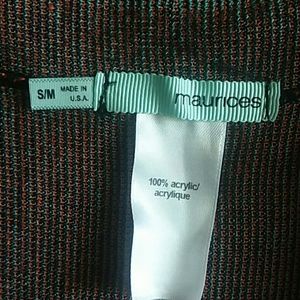 S/M
MADE IN
U.S.A.
maurices
100% acrylic/
acrylique